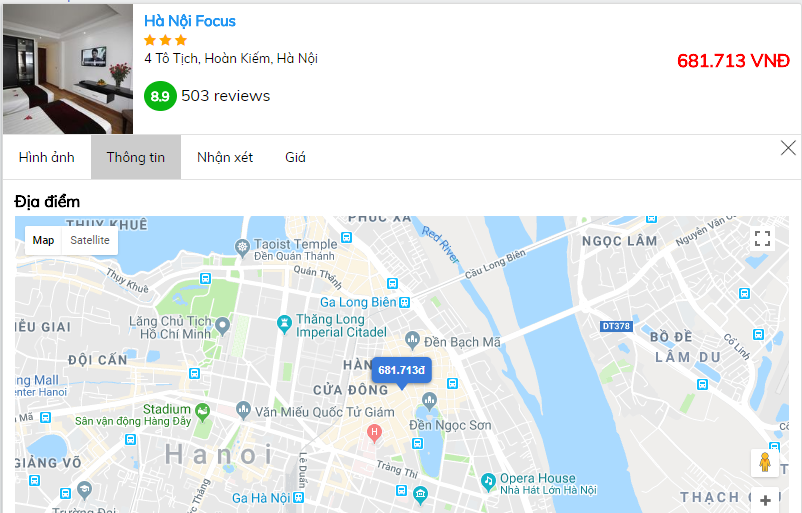 Hà Nội Focus
4 Tô Tịch, Hoàn Kiếm, Hà Nội
681.713 VNĐ
8.9 503 reviews
Hình ảnh
Thông tin
Nhận xét
Giá
Địa điểm
Map
Satellite
THỤY KHUÊ
PHÚC XÁ
Red River
NGỌC LÂM
Nguyễn Văn Cừ
Taoist Temple
Đền Quán Thánh
Quán Thánh
Thụy Khuê
Cầu Long Biên
Ga Long Biên
Lăng Chủ Tịch
Hồ Chí Minh
Thăng Long
Imperial Citadel
DT378
IỄU GIAI
BỒ ĐỀ
Cổ Linh
ĐỘI CẤN
Đền Bạch Mã
LÂM DU
HÀN
681.713đ
ng Mall
enter Hanoi
CỬA ĐÔNG
Stadium
Sân vận động Hàng Đẫy
Văn Miếu Quốc Tử Giám
Đền Ngọc Sơn
H
Hanoi
GIẢNG VÕ
Lê Duẩn
Tràng Thi
Opera House
Nhà Hát Lớn Hà Nội
Ga Hà Nội
THẠCH C
Trường Đại